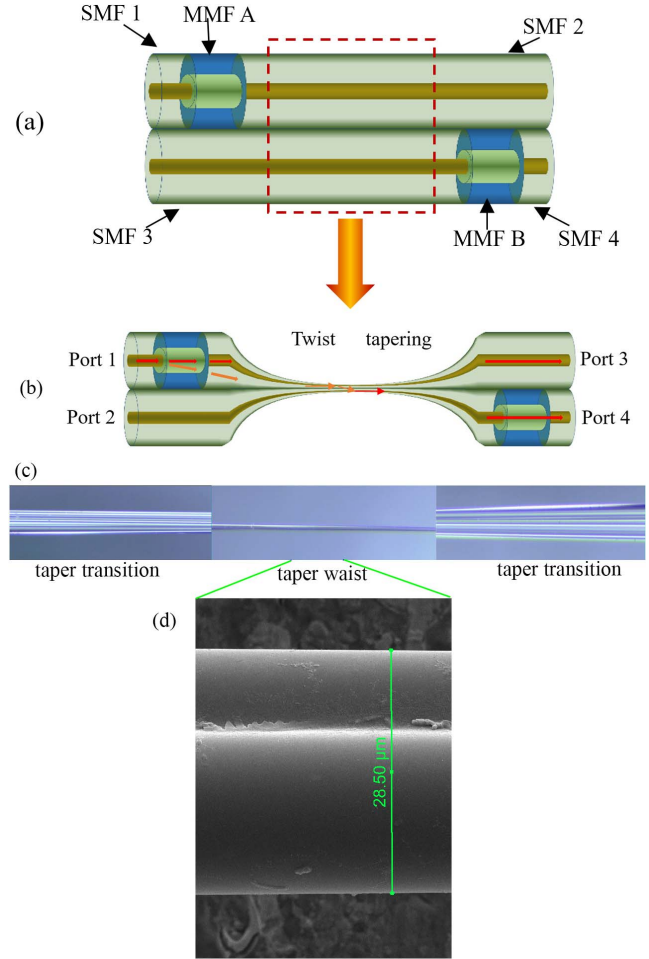 SMF 1
MMF A
SMF 2
(a)
SMF 3
MMF B
SMF 4
Twist tapering
Port 1
Port 3
(b)
Port 2
Port 4
(c)
taper transition
taper waist
taper transition
(d)
28.50 µm